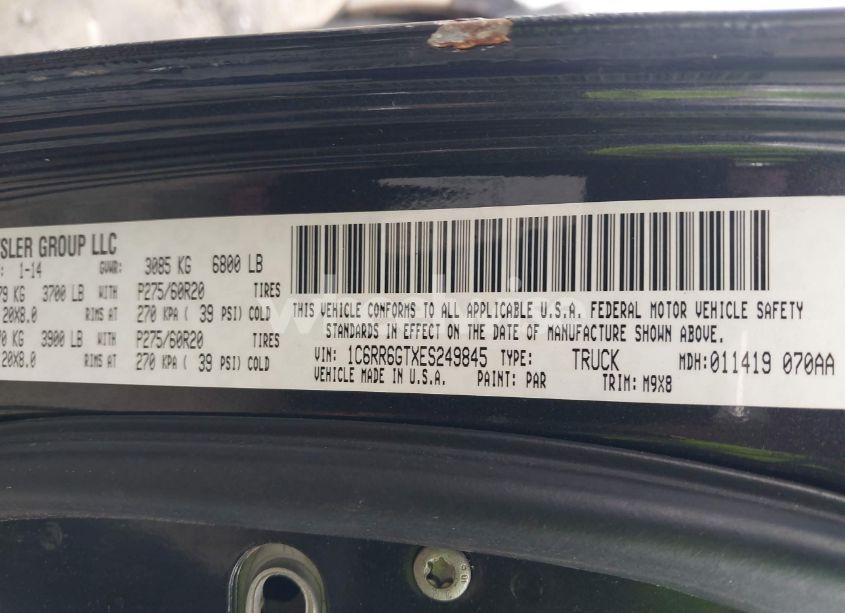 SLER GROUP LLC
: 1-14 GVWR: 3085 KG 6800 LB
79 KG 3700 LB WITH P275/60R20 TIRES
20X8.0 RIMS AT 270 KPA ( 39 PSI) COLD
0 KG 3900 LB WITH P275/60R20 TIRES
20X8.0 RIMS AT 270 KPA ( 39 PSI) COLD
THIS VEHICLE CONFORMS TO ALL APPLICABLE U.S.A. FEDERAL MOTOR VEHICLE SAFETY
STANDARDS IN EFFECT ON THE DATE OF MANUFACTURE SHOWN ABOVE.
VIN: 1C6RR6GTXES249845 TYPE: TRUCK MDH:011419 070AA
VEHICLE MADE IN U.S.A. PAINT: PAR TRIM: M9X8